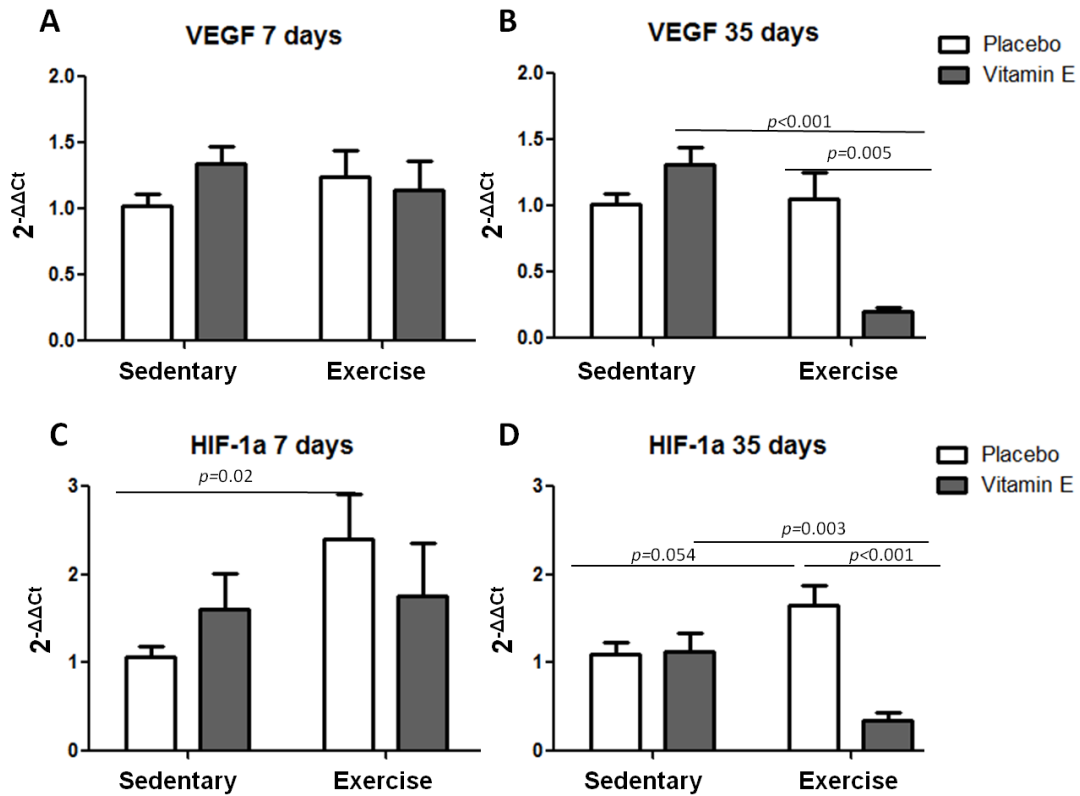 A
VEGF 7 days
2-ΔΔCt
2.0
1.5
1.0
0.5
0.0
Sedentary
Exercise
B
VEGF 35 days
Placebo
Vitamin E
2-ΔΔCt
2.0
1.5
1.0
0.5
0.0
p<0.001
p=0.005
Sedentary
Exercise
C
HIF-1a 7 days
2-ΔΔCt
3
2
1
0
p=0.02
Sedentary
Exercise
D
HIF-1a 35 days
Placebo
Vitamin E
2-ΔΔCt
3
2
1
0
p=0.003
p=0.054
p<0.001
Sedentary
Exercise